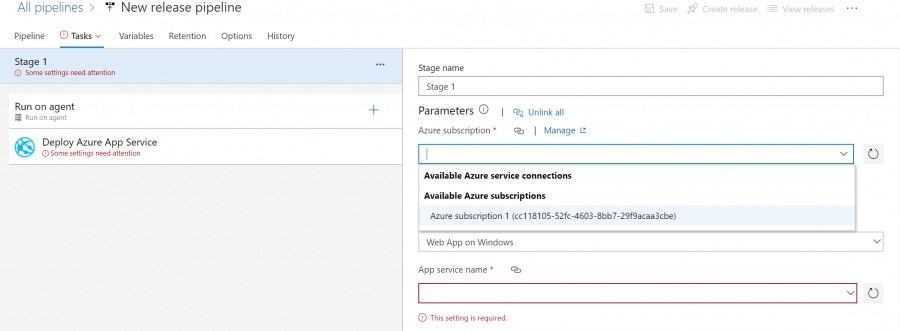 All pipelines > New release pipeline
Save Create release View releases ...
Pipeline Tasks Variables Retention Options History
Stage 1
Some settings need attention
Run on agent
Run on agent
Deploy Azure App Service
Some settings need attention
Stage name
Stage 1
Parameters | Unlink all
Azure subscription * | Manage
Available Azure service connections
Available Azure subscriptions
Azure subscription 1 (cc118105-52fc-4603-8bb7-29f9acaa3cbe)
Web App on Windows
App service name *
This setting is required.